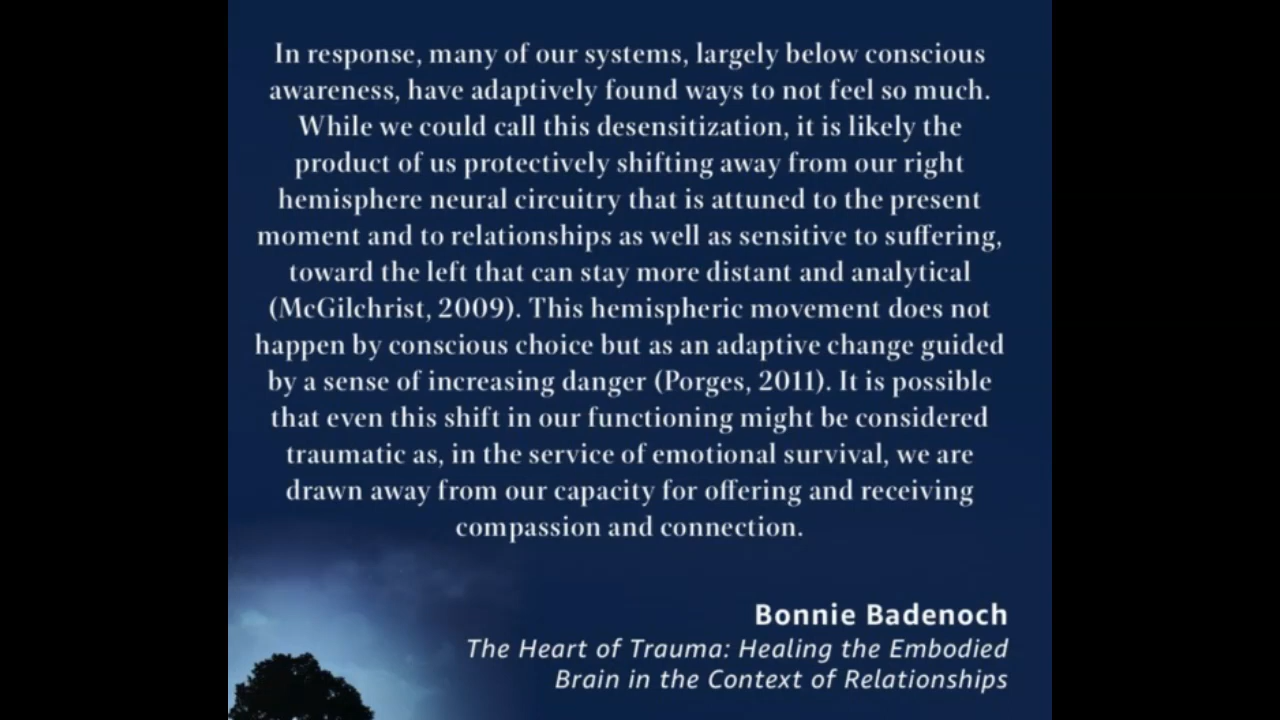 In response, many of our systems, largely below conscious
awareness, have adaptively found ways to not feel so much.
While we could call this desensitization, it is likely the
product of us protectively shifting away from our right
hemisphere neural circuitry that is attuned to the present
moment and to relationships as well as sensitive to suffering,
toward the left that can stay more distant and analytical
(McGilchrist, 2009). This hemispheric movement does not
happen by conscious choice but as an adaptive change guided
by a sense of increasing danger (Porges, 2011). It is possible
that even this shift in our functioning might be considered
traumatic as, in the service of emotional survival, we are
drawn away from our capacity for offering and receiving
compassion and connection.
Bonnie Badenoch
The Heart of Trauma: Healing the Embodied
Brain in the Context of Relationships